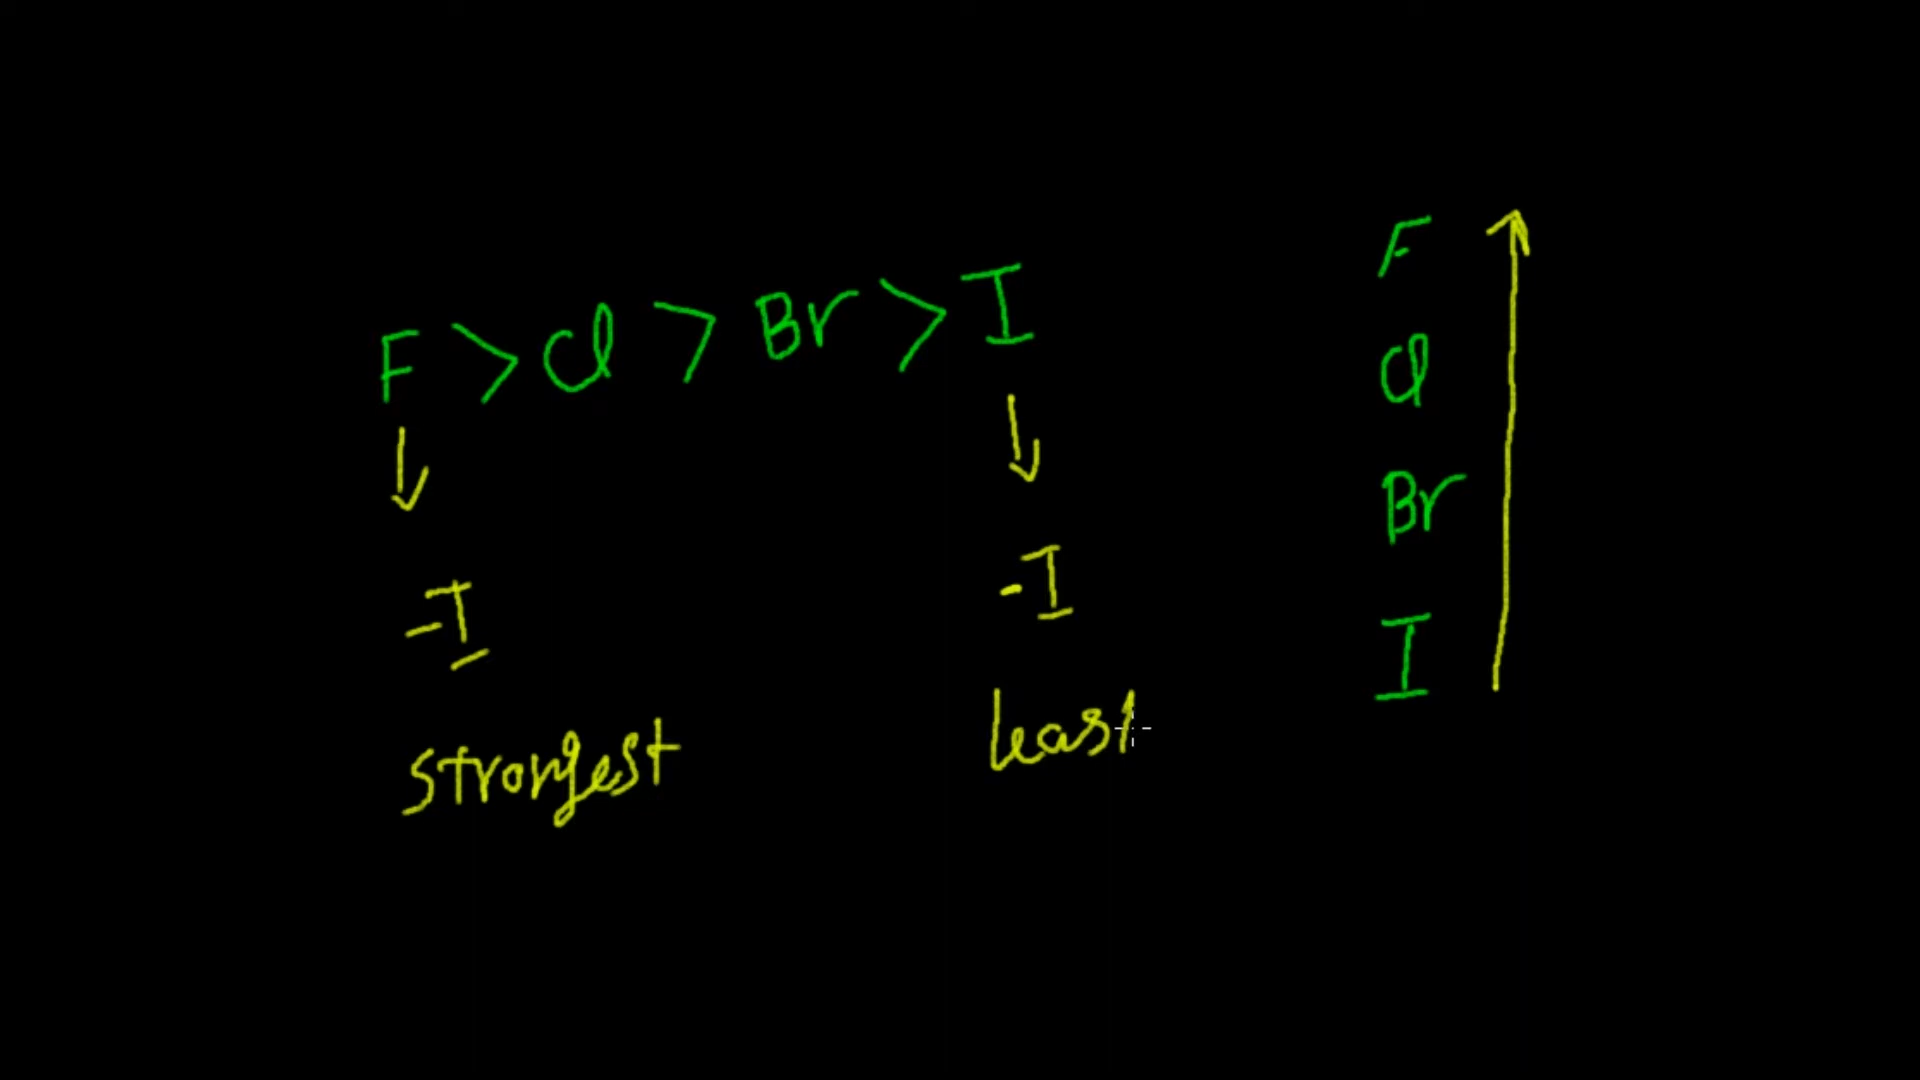 F > Cl > Br > I
-I -I
strongest least
F
Cl
Br
I